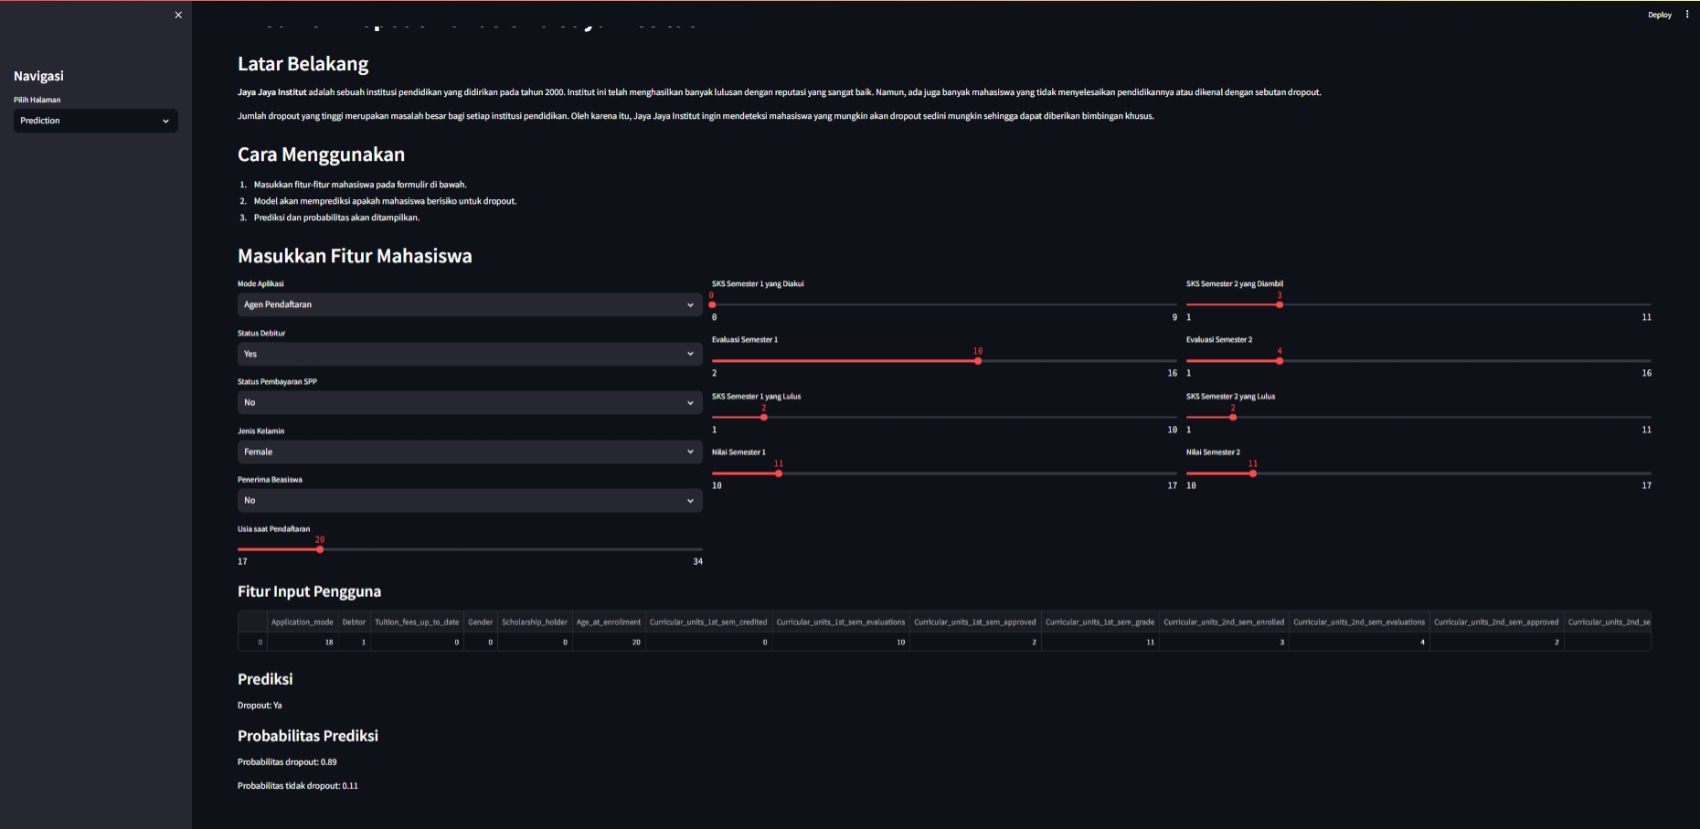 Deploy
Navigasi
Pilih Halaman
Prediction
Latar Belakang
Jaya Jaya Institut adalah sebuah institusi pendidikan yang didirikan pada tahun 2000. Institut ini telah menghasilkan banyak lulusan dengan reputasi yang sangat baik. Namun, ada juga banyak mahasiswa yang tidak menyelesaikan pendidikannya atau dikenal dengan sebutan dropout.
Jumlah dropout yang tinggi merupakan masalah besar bagi setiap institusi pendidikan. Oleh karena itu, Jaya Jaya Institut ingin mendeteksi mahasiswa yang mungkin akan dropout sedini mungkin sehingga dapat diberikan bimbingan khusus.
Cara Menggunakan
1. Masukkan fitur-fitur mahasiswa pada formulir di bawah.
2. Model akan memprediksi apakah mahasiswa berisiko untuk dropout.
3. Prediksi dan probabilitas akan ditampilkan.
Masukkan Fitur Mahasiswa
Mode Aplikasi
Agen Pendaftaran
Status Debitur
Yes
Status Pembayaran SPP
No
Jenis Kelamin
Female
Penerima Beasiswa
No
Usia saat Pendaftaran
20
17 34
SKS Semester 1 yang Diakui
0
0 9
Evaluasi Semester 1
10
2 16
SKS Semester 1 yang Lulus
2
1 10
Nilai Semester 1
11
10 17
SKS Semester 2 yang Diambil
3
1 11
Evaluasi Semester 2
4
1 16
SKS Semester 2 yang Lulus
2
1 11
Nilai Semester 2
11
10 17
Fitur Input Pengguna
Application_mode Debtor Tuition_fees_up_to_date Gender Scholarship_holder Age_at_enrollment Curricular_units_1st_sem_credited Curricular_units_1st_sem_evaluations Curricular_units_1st_sem_approved Curricular_units_1st_sem_grade Curricular_units_2nd_sem_enrolled Curricular_units_2nd_sem_evaluations Curricular_units_2nd_sem_approved Curricular_units_2nd_se
0 18 1 0 0 0 20 0 10 2 11 3 4 2
Prediksi
Dropout: Ya
Probabilitas Prediksi
Probabilitas dropout: 0.89
Probabilitas tidak dropout: 0.11